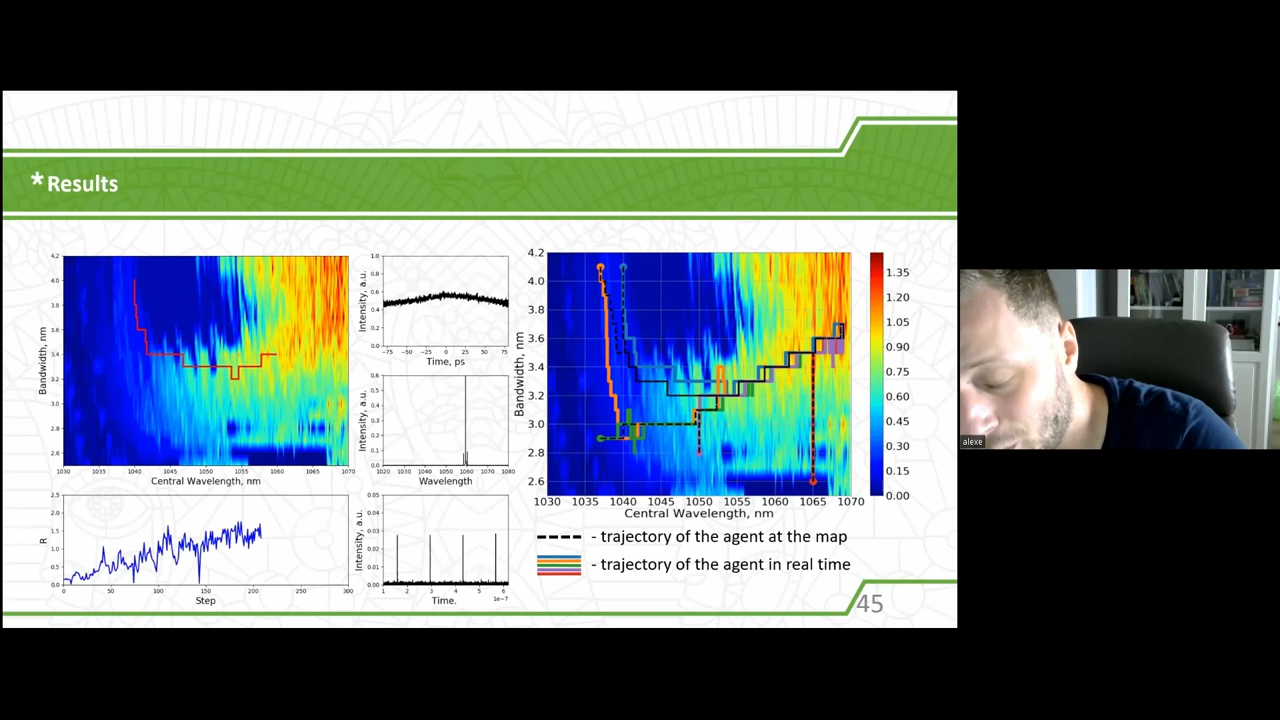 * Results
4.2
4.0
3.8
3.6
3.4
3.2
3.0
2.8
2.6
Bandwidth, nm
1030 1035 1040 1045 1047 1050 1055 1060 1065 1070
Central Wavelength, nm
2.5
2.0
1.5
1.0
0.5
0.0
R
0 50 100 150 200 250 300
Step
1.0
0.8
0.6
0.4
0.2
0.0
Intensity, a.u.
−75 −50 −25 0 25 50 75
Time, ps
0.6
0.5
0.4
0.3
0.2
0.1
0.0
Intensity, a.u.
1020 1030 1040 1050 1060 1070 1080
Wavelength
0.05
0.04
0.03
0.02
0.01
0.00
Intensity, a.u.
1 2 3 4 5 6
1e−7
Time.
4.2
4.0
3.8
3.6
3.4
3.2
3.0
2.8
2.6
Bandwidth, nm
1030 1035 1040 1045 1050 1055 1060 1065 1070
Central Wavelength, nm
1.35
1.20
1.05
0.90
0.75
0.60
0.45
0.30
0.15
0.00
- trajectory of the agent at the map
- trajectory of the agent in real time
45
alexe